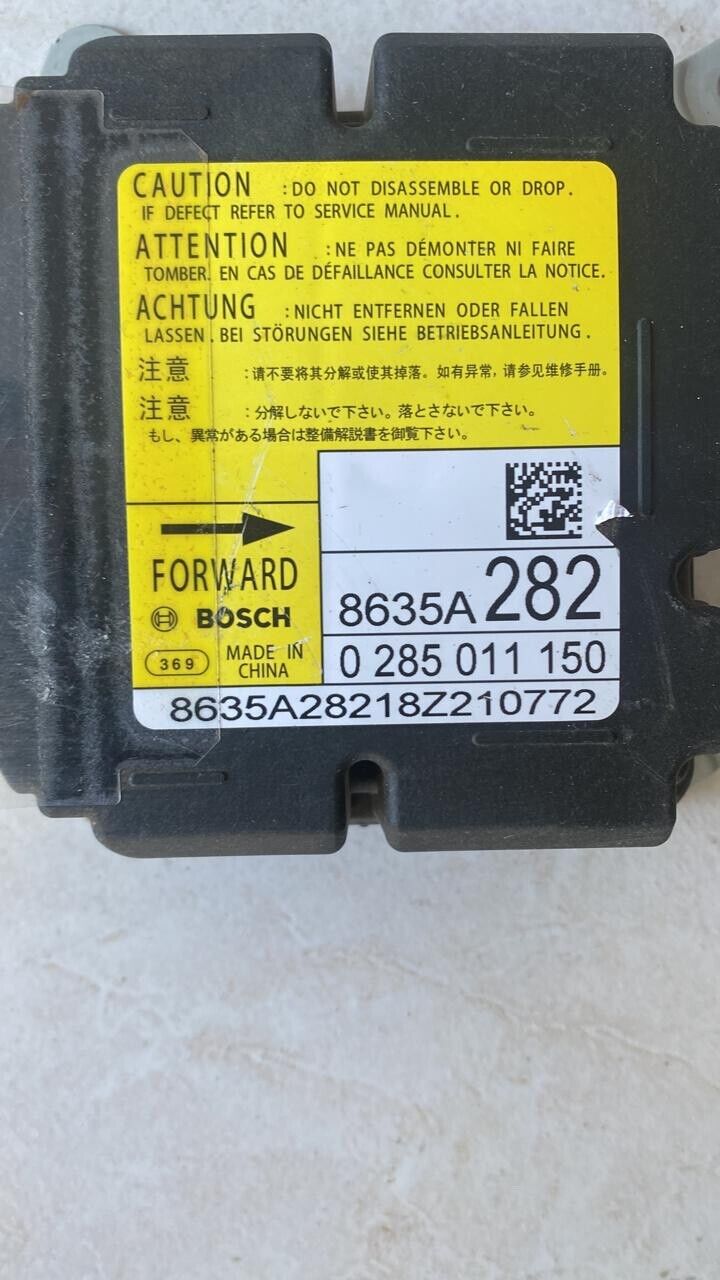 CAUTION :DO NOT DISASSEMBLE OR DROP.
IF DEFECT REFER TO SERVICE MANUAL.
ATTENTION :NE PAS DÉMONTER NI FAIRE
TOMBER. EN CAS DE DÉFAILLANCE CONSULTER LA NOTICE.
ACHTUNG :NICHT ENTFERNEN ODER FALLEN
LASSEN. BEI STÖRUNGEN SIEHE BETRIEBSANLEITUNG.
注意 :请不要将其分解或使其掉落。如有异常,请参见维修手册。
注意 :分解しないで下さい。落とさないで下さい。
もし、異常がある場合は整備解説書を御覧下さい。
FORWARD
BOSCH
369 MADE IN
CHINA
8635A 282
0 285 011 150
8635A28218Z210772